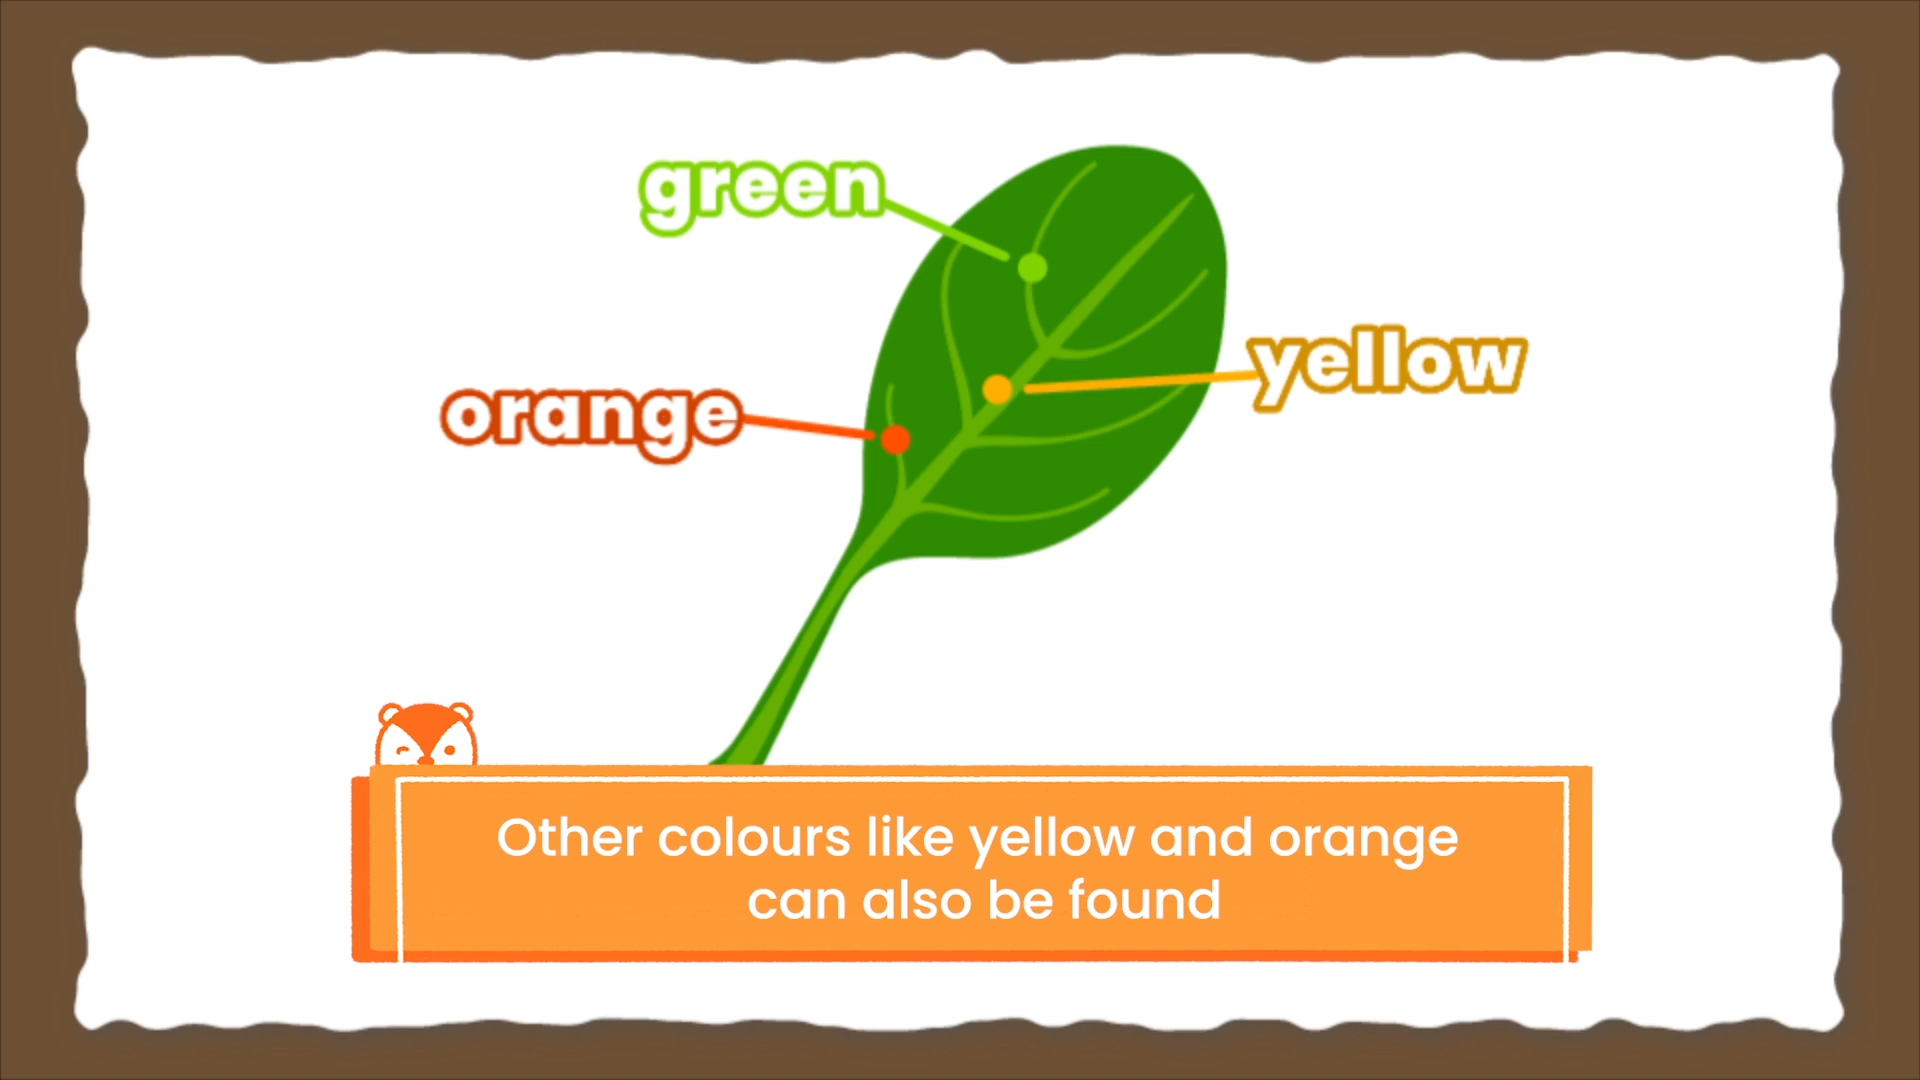 green
yellow
orange
Other colours like yellow and orange
can also be found